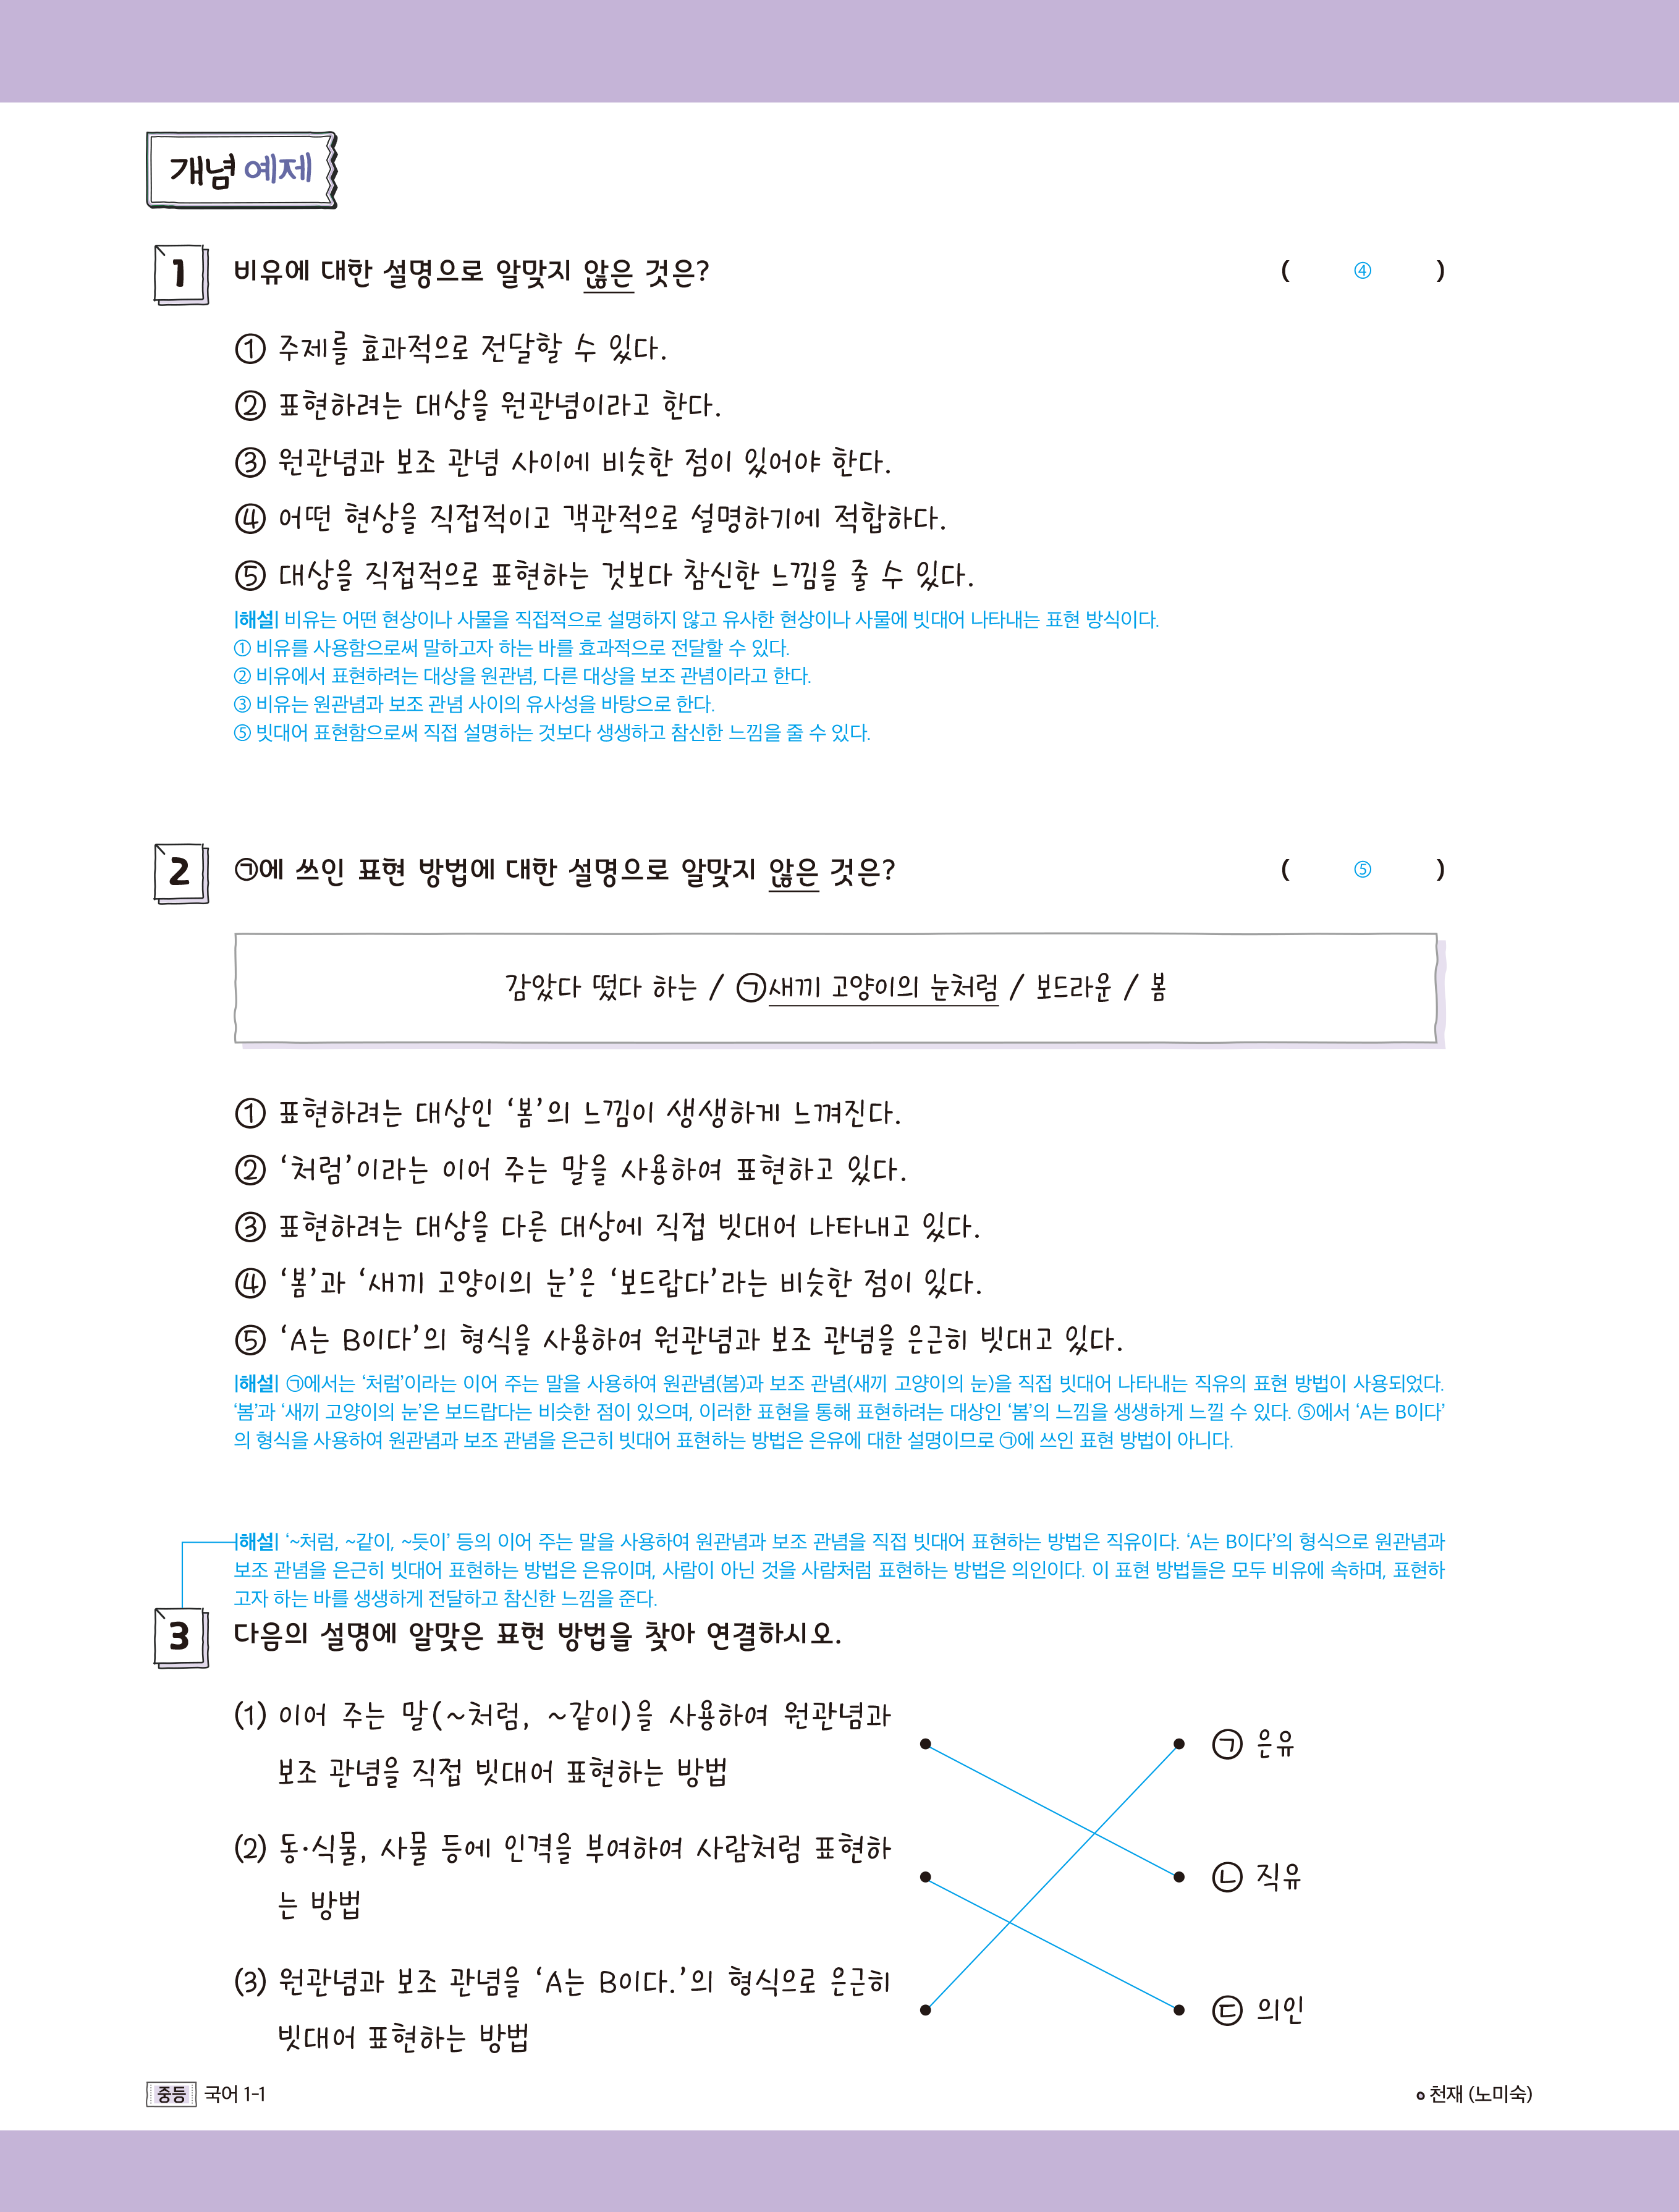 개념 예제
1 비유에 대한 설명으로 알맞지 않은 것은? ( ④ )
① 주제를 효과적으로 전달할 수 있다.
② 표현하려는 대상을 원관념이라고 한다.
③ 원관념과 보조 관념 사이에 비슷한 점이 있어야 한다.
④ 어떤 현상을 직접적이고 객관적으로 설명하기에 적합하다.
⑤ 대상을 직접적으로 표현하는 것보다 참신한 느낌을 줄 수 있다.
|해설| 비유는 어떤 현상이나 사물을 직접적으로 설명하지 않고 유사한 현상이나 사물에 빗대어 나타내는 표현 방식이다.
① 비유를 사용함으로써 말하고자 하는 바를 효과적으로 전달할 수 있다.
② 비유에서 표현하려는 대상을 원관념, 다른 대상을 보조 관념이라고 한다.
③ 비유는 원관념과 보조 관념 사이의 유사성을 바탕으로 한다.
⑤ 빗대어 표현함으로써 직접 설명하는 것보다 생생하고 참신한 느낌을 줄 수 있다.
2 ㉠에 쓰인 표현 방법에 대한 설명으로 알맞지 않은 것은? ( ⑤ )
감았다 떴다 하는 / ㉠새끼 고양이의 눈처럼 / 보드라운 / 봄
① 표현하려는 대상인 ‘봄’의 느낌이 생생하게 느껴진다.
② ‘처럼’이라는 이어 주는 말을 사용하여 표현하고 있다.
③ 표현하려는 대상을 다른 대상에 직접 빗대어 나타내고 있다.
④ ‘봄’과 ‘새끼 고양이의 눈’은 ‘보드랍다’라는 비슷한 점이 있다.
⑤ ‘A는 B이다’의 형식을 사용하여 원관념과 보조 관념을 은근히 빗대고 있다.
|해설| ㉠에서는 ‘처럼’이라는 이어 주는 말을 사용하여 원관념(봄)과 보조 관념(새끼 고양이의 눈)을 직접 빗대어 나타내는 직유의 표현 방법이 사용되었다.
‘봄’과 ‘새끼 고양이의 눈’은 보드랍다는 비슷한 점이 있으며, 이러한 표현을 통해 표현하려는 대상인 ‘봄’의 느낌을 생생하게 느낄 수 있다. ⑤에서 ‘A는 B이다’
의 형식을 사용하여 원관념과 보조 관념을 은근히 빗대어 표현하는 방법은 은유에 대한 설명이므로 ㉠에 쓰인 표현 방법이 아니다.
|해설| ‘~처럼, ~같이, ~듯이’ 등의 이어 주는 말을 사용하여 원관념과 보조 관념을 직접 빗대어 표현하는 방법은 직유이다. ‘A는 B이다’의 형식으로 원관념과
보조 관념을 은근히 빗대어 표현하는 방법은 은유이며, 사람이 아닌 것을 사람처럼 표현하는 방법은 의인이다. 이 표현 방법들은 모두 비유에 속하며, 표현하
고자 하는 바를 생생하게 전달하고 참신한 느낌을 준다.
3 다음의 설명에 알맞은 표현 방법을 찾아 연결하시오.
(1) 이어 주는 말(~처럼, ~같이)을 사용하여 원관념과
보조 관념을 직접 빗대어 표현하는 방법
㉠ 은유
(2) 동·식물, 사물 등에 인격을 부여하여 사람처럼 표현하
는 방법
㉡ 직유
(3) 원관념과 보조 관념을 ‘A는 B이다.’의 형식으로 은근히
빗대어 표현하는 방법
㉢ 의인
중등 국어 1-1
천재 (노미숙)